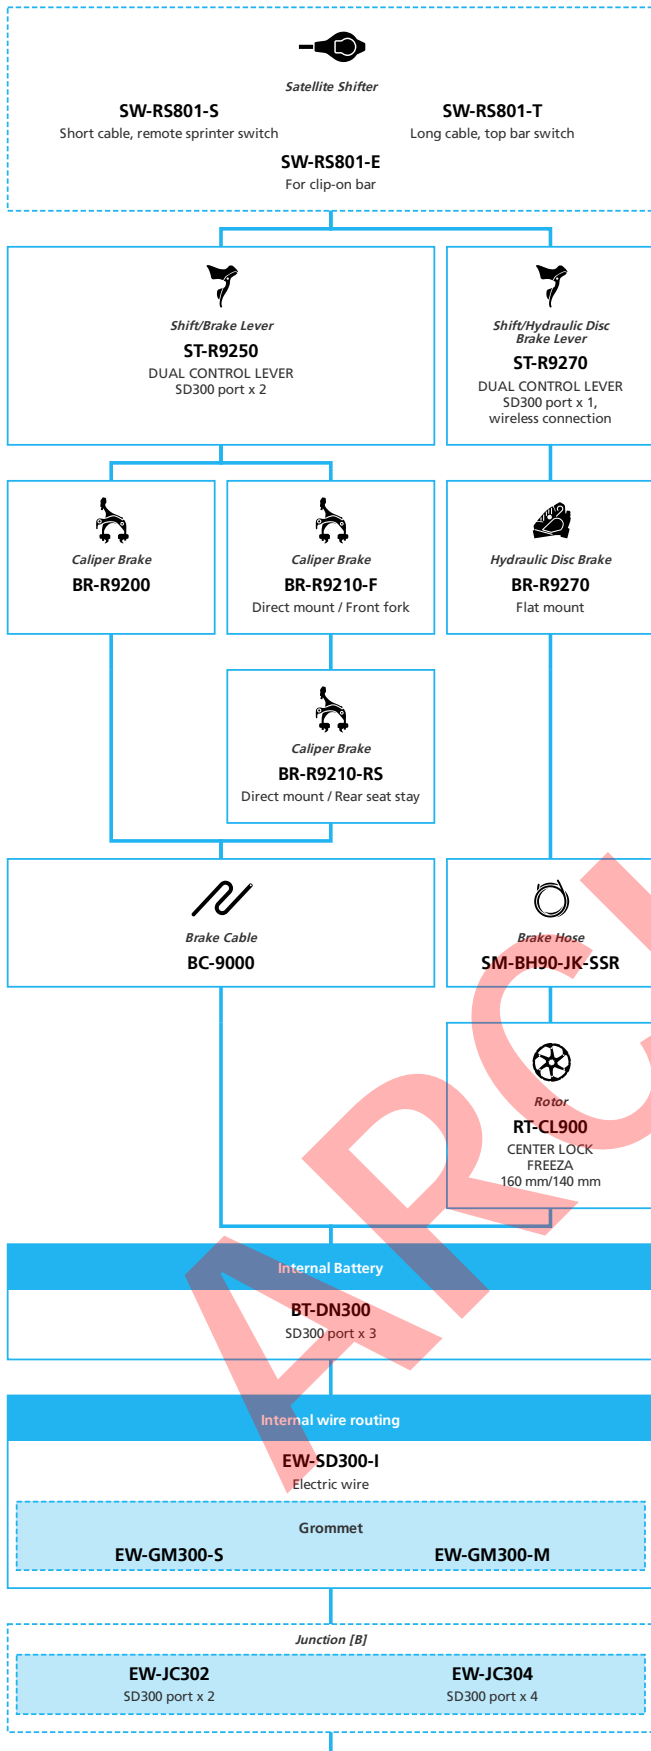 Satellite Shifter
SW-RS801-S
Short cable, remote sprinter switch
SW-RS801-T
Long cable, top bar switch
SW-RS801-E
For clip-on bar
Shift/Brake Lever
ST-R9250
DUAL CONTROL LEVER
SD300 port x 2
Shift/Hydraulic Disc
Brake Lever
ST-R9270
DUAL CONTROL LEVER
SD300 port x 1,
wireless connection
Caliper Brake
BR-R9200
Caliper Brake
BR-R9210-F
Direct mount / Front fork
Hydraulic Disc Brake
BR-R9270
Flat mount
Caliper Brake
BR-R9210-RS
Direct mount / Rear seat stay
Brake Cable
BC-9000
Brake Hose
SM-BH90-JK-SSR
Rotor
RT-CL900
CENTER LOCK
FREEZA
160 mm/140 mm
Internal Battery
BT-DN300
SD300 port x 3
Internal wire routing
EW-SD300-I
Electric wire
Grommet
EW-GM300-S
EW-GM300-M
Junction [B]
EW-JC302
SD300 port x 2
EW-JC304
SD300 port x 4